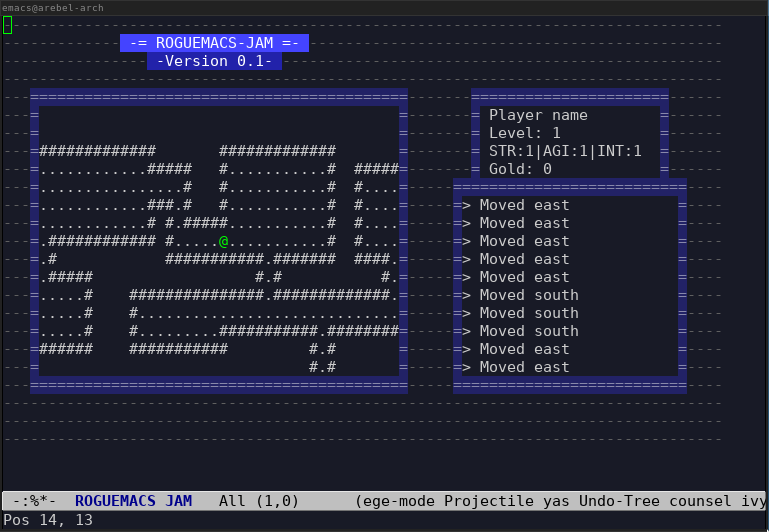 emacs@arebel-arch
-= ROGUEMACS-JAM =-
-Version 0.1-
Player name
Level: 1
STR:1|AGI:1|INT:1
Gold: 0
> Moved east
> Moved east
> Moved east
> Moved east
> Moved east
> Moved south
> Moved south
> Moved south
> Moved east
> Moved east
#############       #############
............#####   #...........#  #####
................#   #...........#  #....
............###.#   #...........#  #....
............# #.#####...........#  #....
.############ #.....@...........#  #....
.#            ###########.#######  ####.
.#####                  #.#           #.
.....#    ###############.#############.
.....#    #.............................
.....#    #.........###########.########
######    ###########         #.#
                              #.#
-:%*-  ROGUEMACS JAM   All (1,0)      (ege-mode Projectile yas Undo-Tree counsel ivy
Pos 14, 13